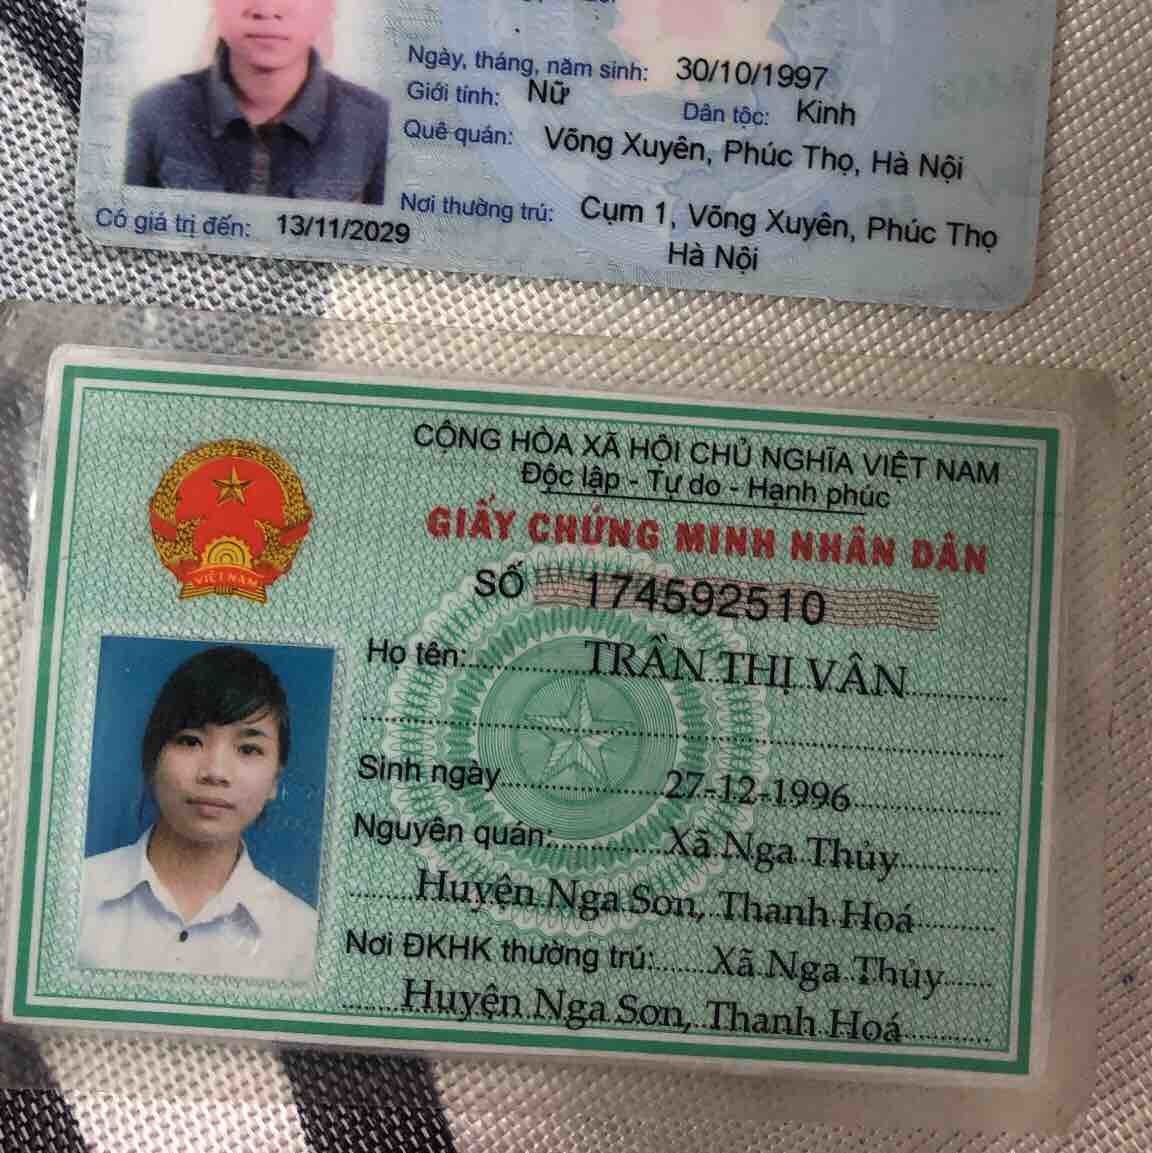 Ngày, tháng, năm sinh: 30/10/1997
Giới tính: Nữ Dân tộc: Kinh
Quê quán: Võng Xuyên, Phúc Thọ, Hà Nội
Nơi thường trú: Cụm 1, Võng Xuyên, Phúc Thọ
Hà Nội
Có giá trị đến: 13/11/2029
CỘNG HÒA XÃ HỘI CHỦ NGHĨA VIỆT NAM
Độc lập - Tự do - Hạnh phúc
GIẤY CHỨNG MINH NHÂN DÂN
SỐ 174592510
VIỆT NAM
Họ tên: TRẦN THỊ VÂN
Sinh ngày 27-12-1996
Nguyên quán: Xã Nga Thủy
Huyện Nga Sơn, Thanh Hoá
Nơi ĐKHK thường trú: Xã Nga Thủy
Huyện Nga Sơn, Thanh Hoá